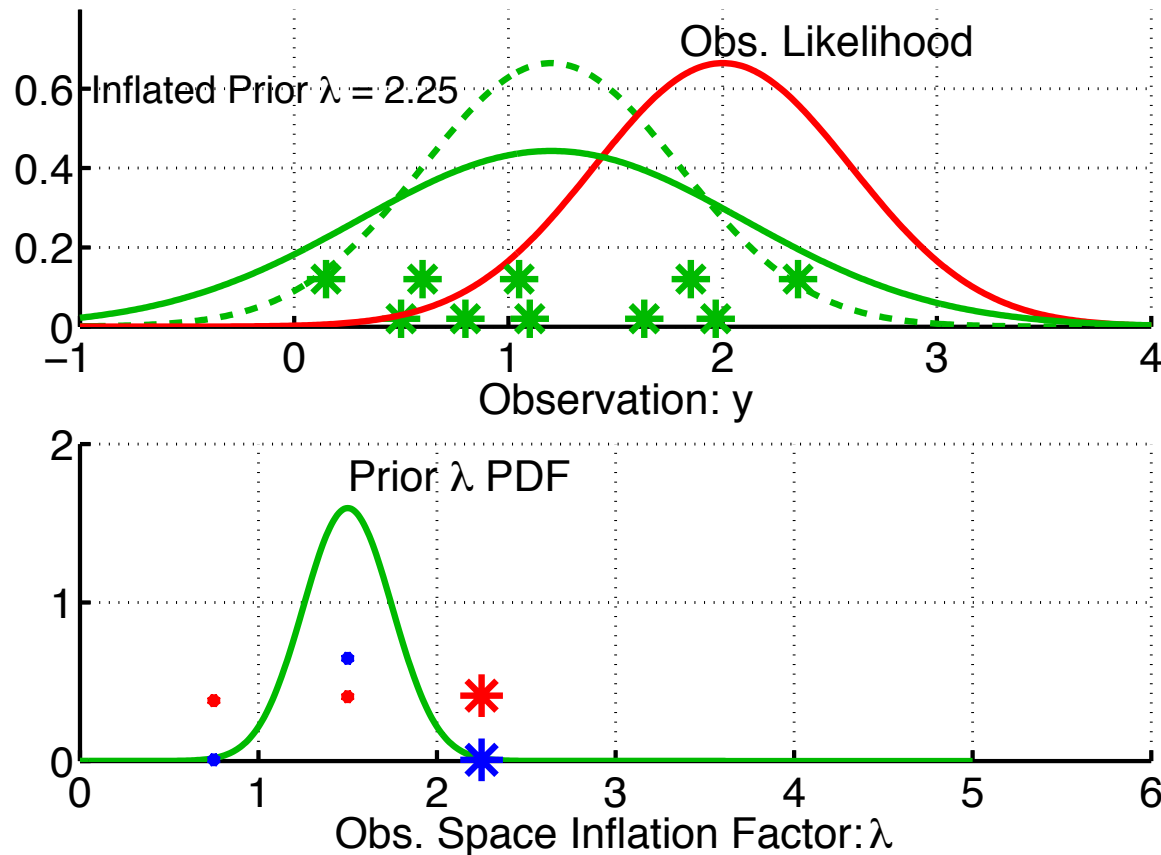 Obs. Likelihood
Inflated Prior λ = 2.25
0.6
0.4
0.2
0
−1 0 1 2 3 4
Observation: y
2
Prior λ PDF
1
0
0 1 2 3 4 5 6
Obs. Space Inflation Factor: λ